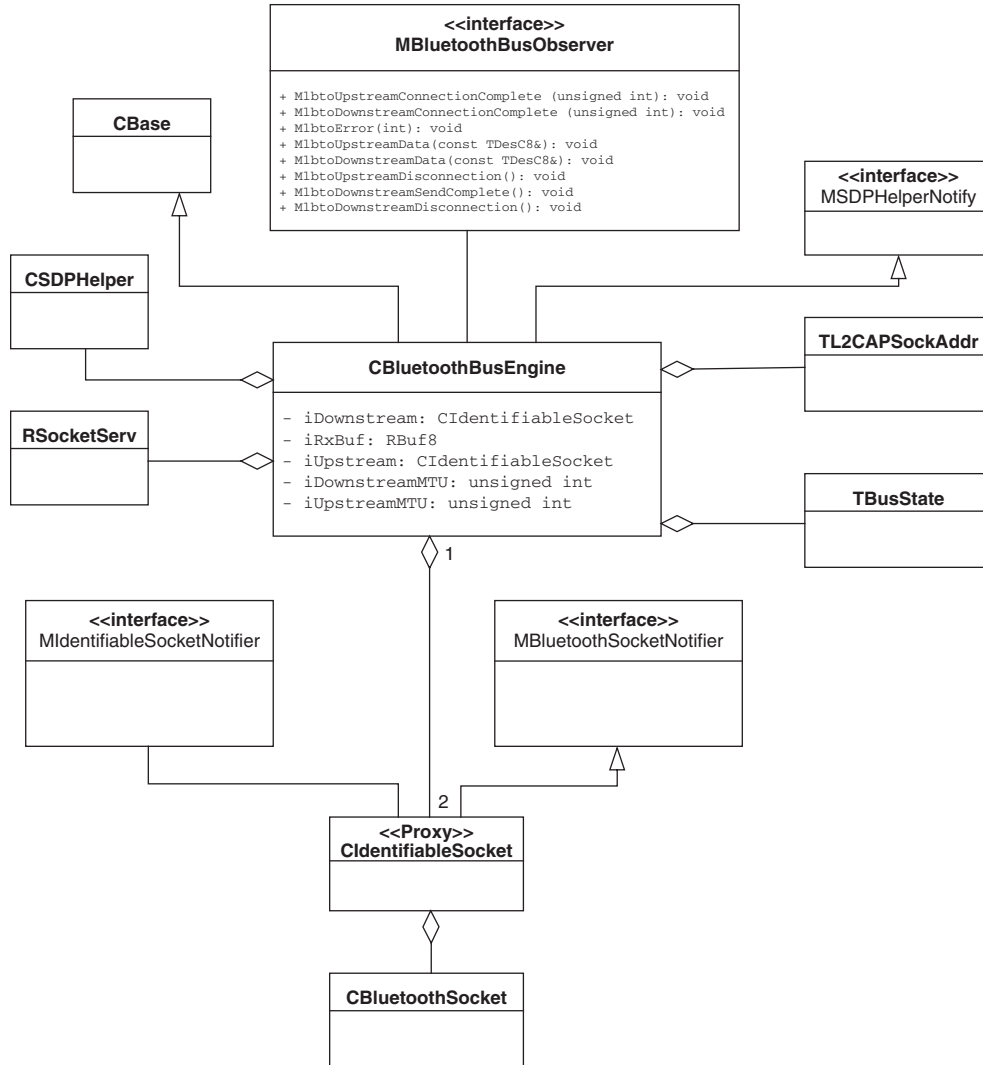 <<interface>>
MBluetoothBusObserver
+ MlbtoUpstreamConnectionComplete (unsigned int): void
+ MlbtoDownstreamConnectionComplete (unsigned int): void
+ MlbtoError(int): void
+ MlbtoUpstreamData(const TDesC8&): void
+ MlbtoDownstreamData(const TDesC8&): void
+ MlbtoUpstreamDisconnection(): void
+ MlbtoDownstreamSendComplete(): void
+ MlbtoDownstreamDisconnection(): void
CBase
<<interface>>
MSDPHelperNotify
CSDPHelper
CBluetoothBusEngine
- iDownstream: CIdentifiableSocket
- iRxBuf: RBuf8
- iUpstream: CIdentifiableSocket
- iDownstreamMTU: unsigned int
- iUpstreamMTU: unsigned int
TL2CAPSockAddr
RSocketServ
TBusState
1
<<interface>>
MIdentifiableSocketNotifier
<<interface>>
MBluetoothSocketNotifier
2
<<Proxy>>
CIdentifiableSocket
CBluetoothSocket